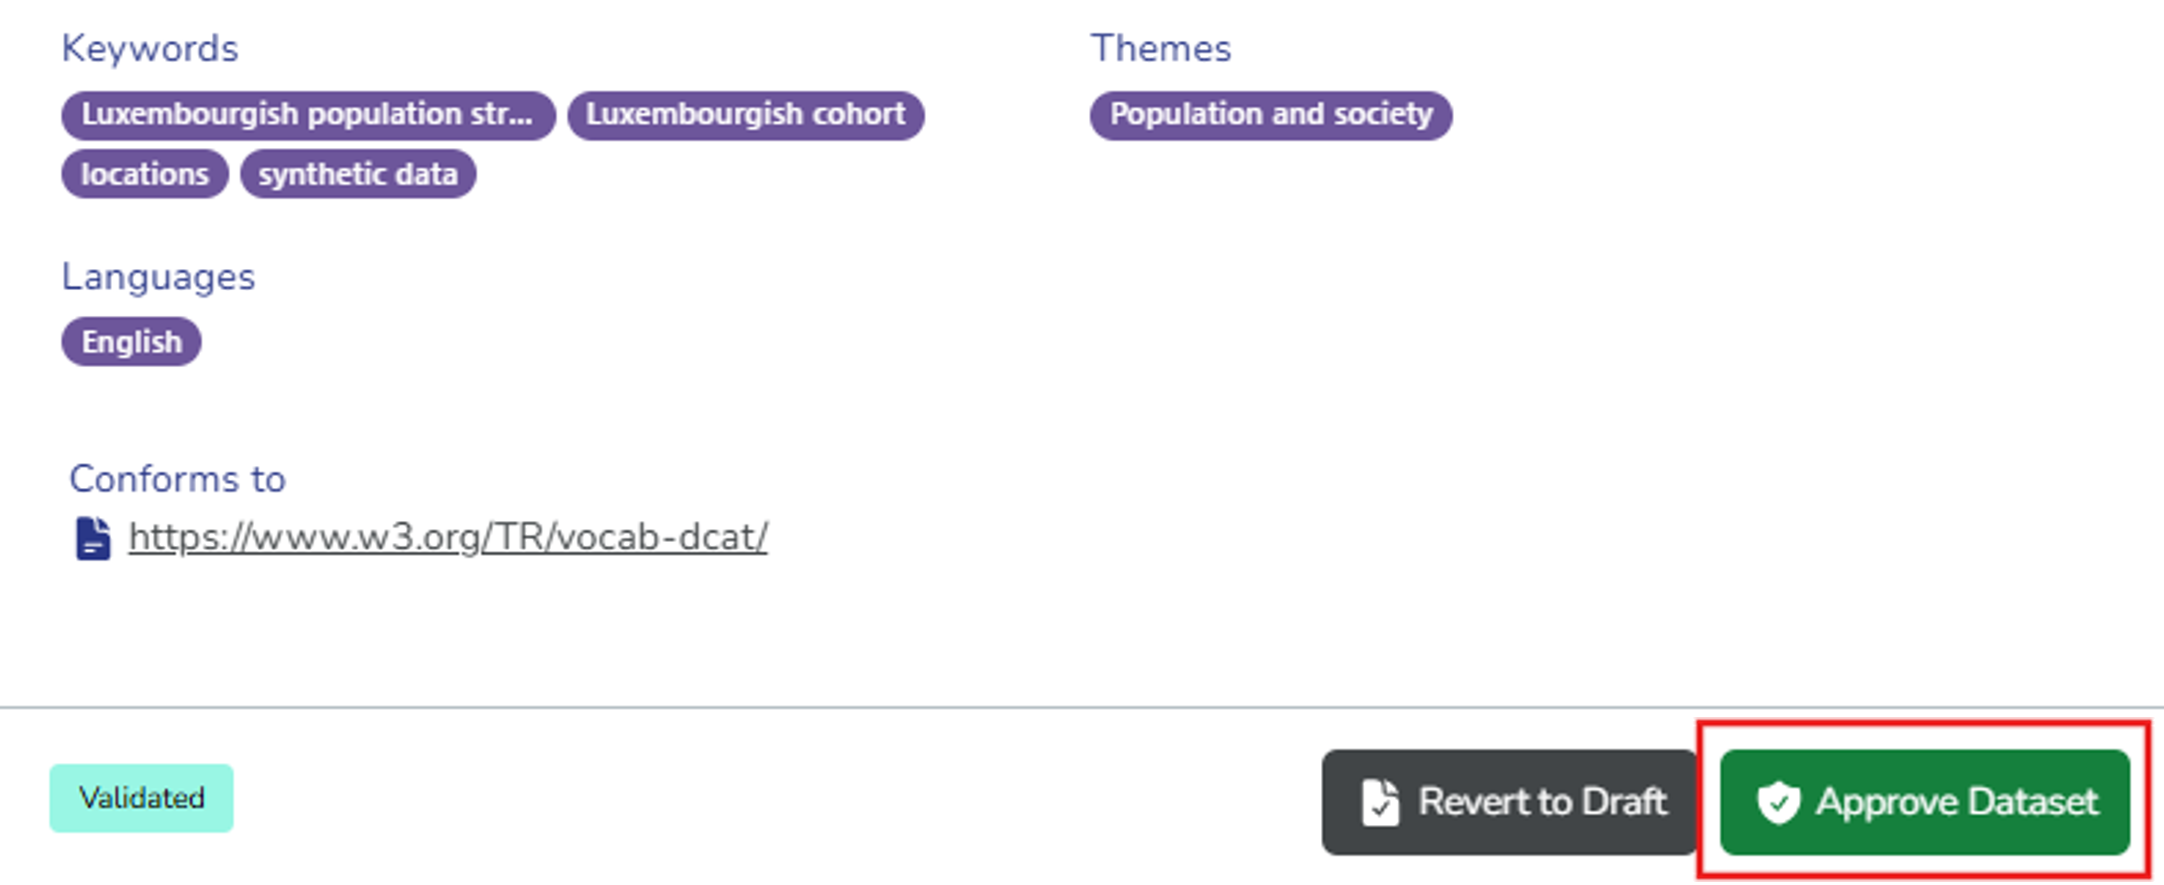 Keywords
Luxembourgish population str... Luxembourgish cohort
locations synthetic data
Themes
Population and society
Languages
English
Conforms to
https://www.w3.org/TR/vocab-dcat/
Validated
Revert to Draft
Approve Dataset